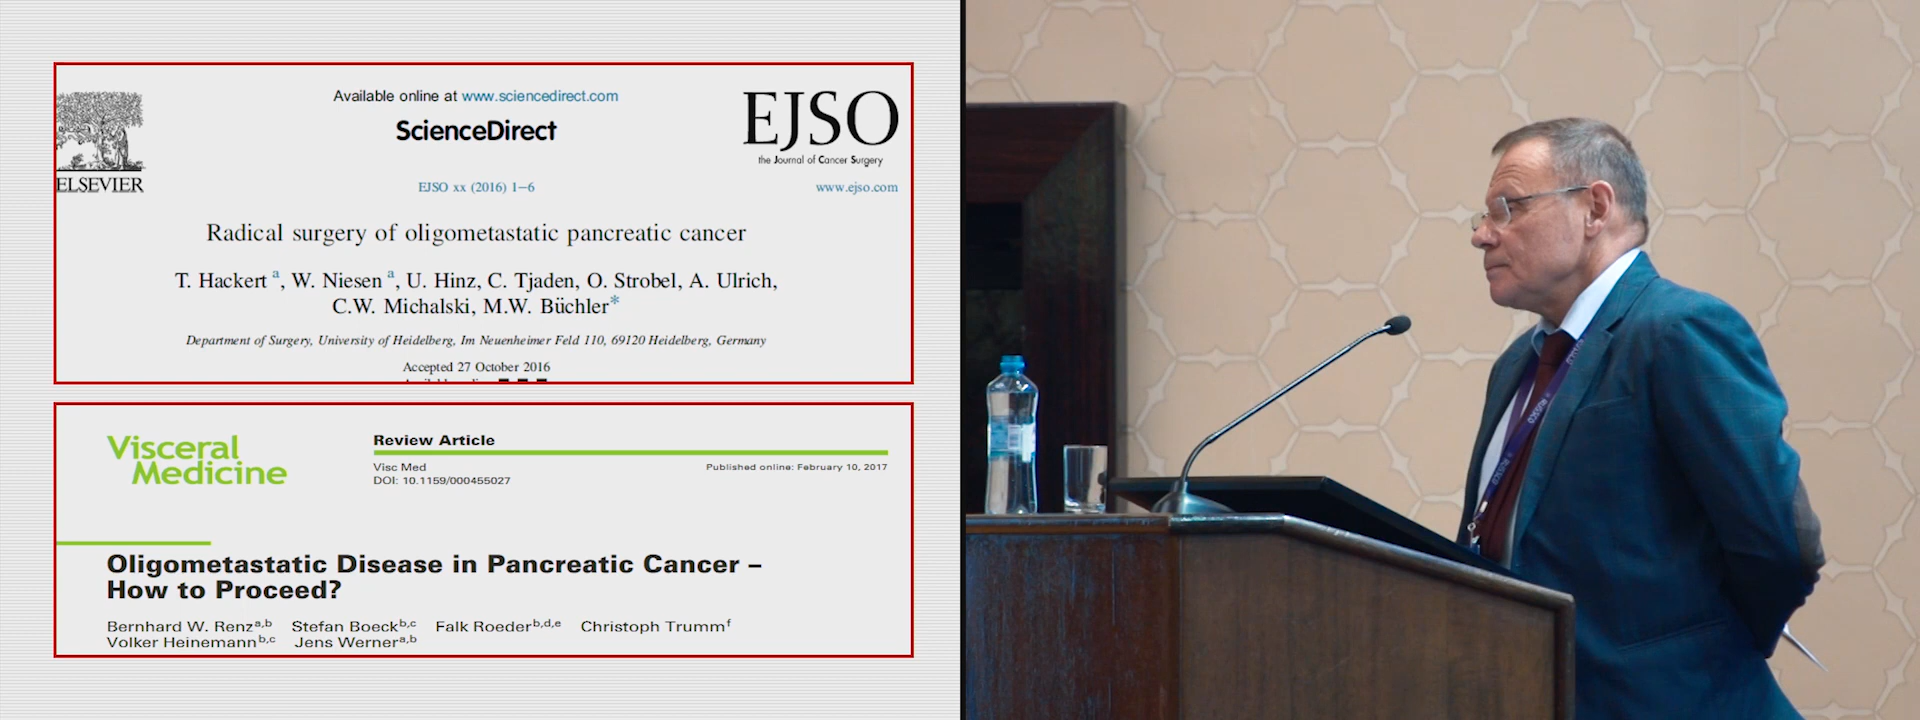 Available online at www.sciencedirect.com
ScienceDirect
ELSEVIER
EJSO
the Journal of Cancer Surgery
EJSO xx (2016) 1–6
www.ejso.com
Radical surgery of oligometastatic pancreatic cancer
T. Hackert a, W. Niesen a, U. Hinz, C. Tjaden, O. Strobel, A. Ulrich,
C.W. Michalski, M.W. Büchler*
Department of Surgery, University of Heidelberg, Im Neuenheimer Feld 110, 69120 Heidelberg, Germany
Accepted 27 October 2016
Visceral
Medicine
Review Article
Visc Med
DOI: 10.1159/000455027
Published online: February 10, 2017
Oligometastatic Disease in Pancreatic Cancer –
How to Proceed?
Bernhard W. Renz a,b Stefan Boeck b,c Falk Roeder b,d,e Christoph Trumm f
Volker Heinemann b,c Jens Werner a,b